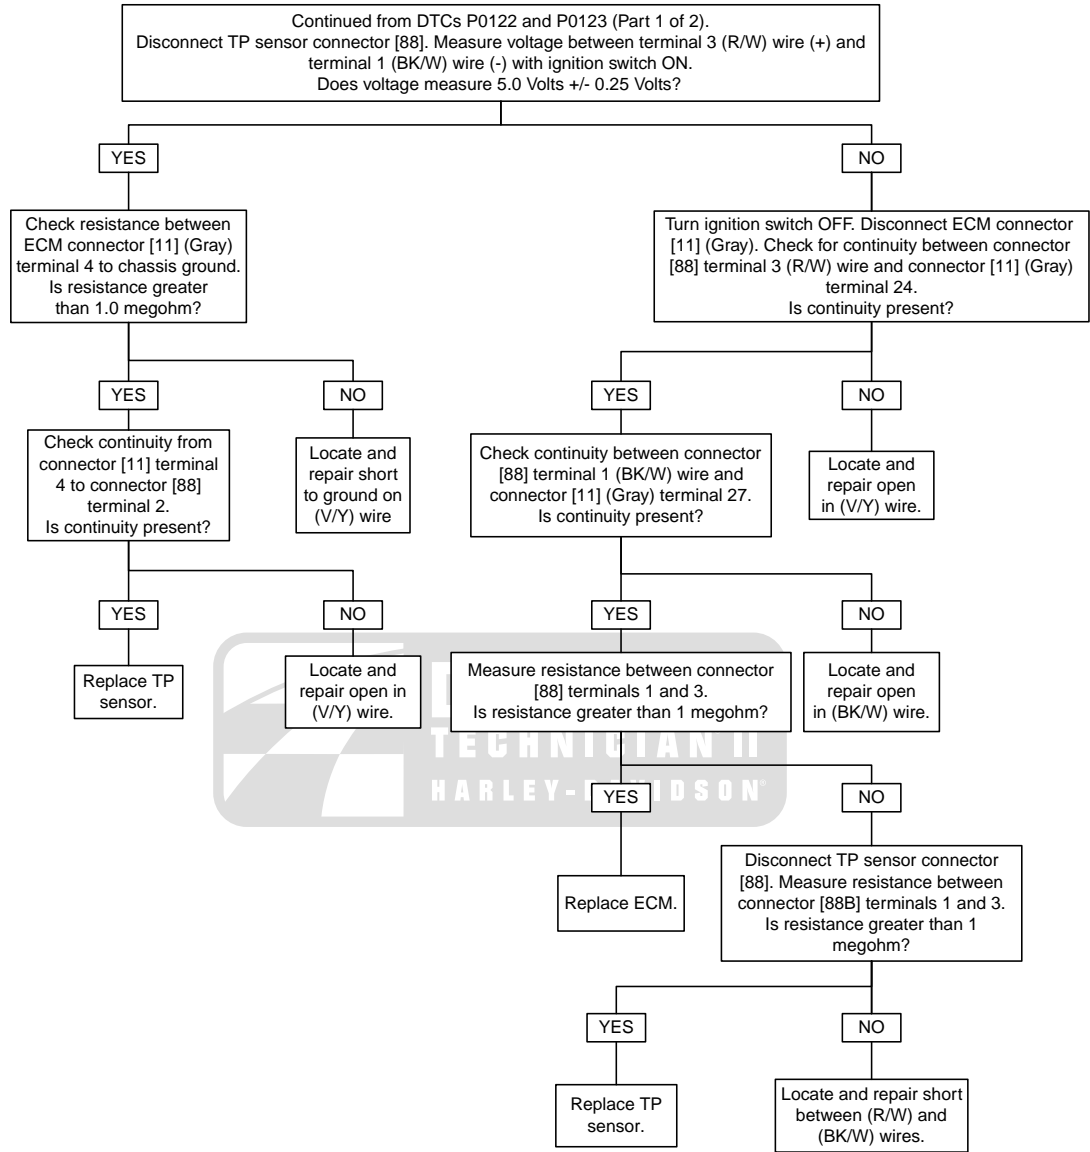 Continued from DTCs P0122 and P0123 (Part 1 of 2).
Disconnect TP sensor connector [88]. Measure voltage between terminal 3 (R/W) wire (+) and
terminal 1 (BK/W) wire (-) with ignition switch ON.
Does voltage measure 5.0 Volts +/- 0.25 Volts?
YES
NO
Check resistance between
ECM connector [11] (Gray)
terminal 4 to chassis ground.
Is resistance greater
than 1.0 megohm?
Turn ignition switch OFF. Disconnect ECM connector
[11] (Gray). Check for continuity between connector
[88] terminal 3 (R/W) wire and connector [11] (Gray)
terminal 24.
Is continuity present?
YES
NO
YES
NO
Check continuity from
connector [11] terminal
4 to connector [88]
terminal 2.
Is continuity present?
Locate and
repair short
to ground on
(V/Y) wire
Check continuity between connector
[88] terminal 1 (BK/W) wire and
connector [11] (Gray) terminal 27.
Is continuity present?
Locate and
repair open
in (V/Y) wire.
YES
NO
YES
NO
Replace TP
sensor.
Locate and
repair open in
(V/Y) wire.
Measure resistance between connector
[88] terminals 1 and 3.
Is resistance greater than 1 megohm?
Locate and
repair open
in (BK/W) wire.
TECHNICIAN II
HARLEY-DAVIDSON®
YES
NO
Replace ECM.
Disconnect TP sensor connector
[88]. Measure resistance between
connector [88B] terminals 1 and 3.
Is resistance greater than 1
megohm?
YES
NO
Replace TP
sensor.
Locate and repair short
between (R/W) and
(BK/W) wires.